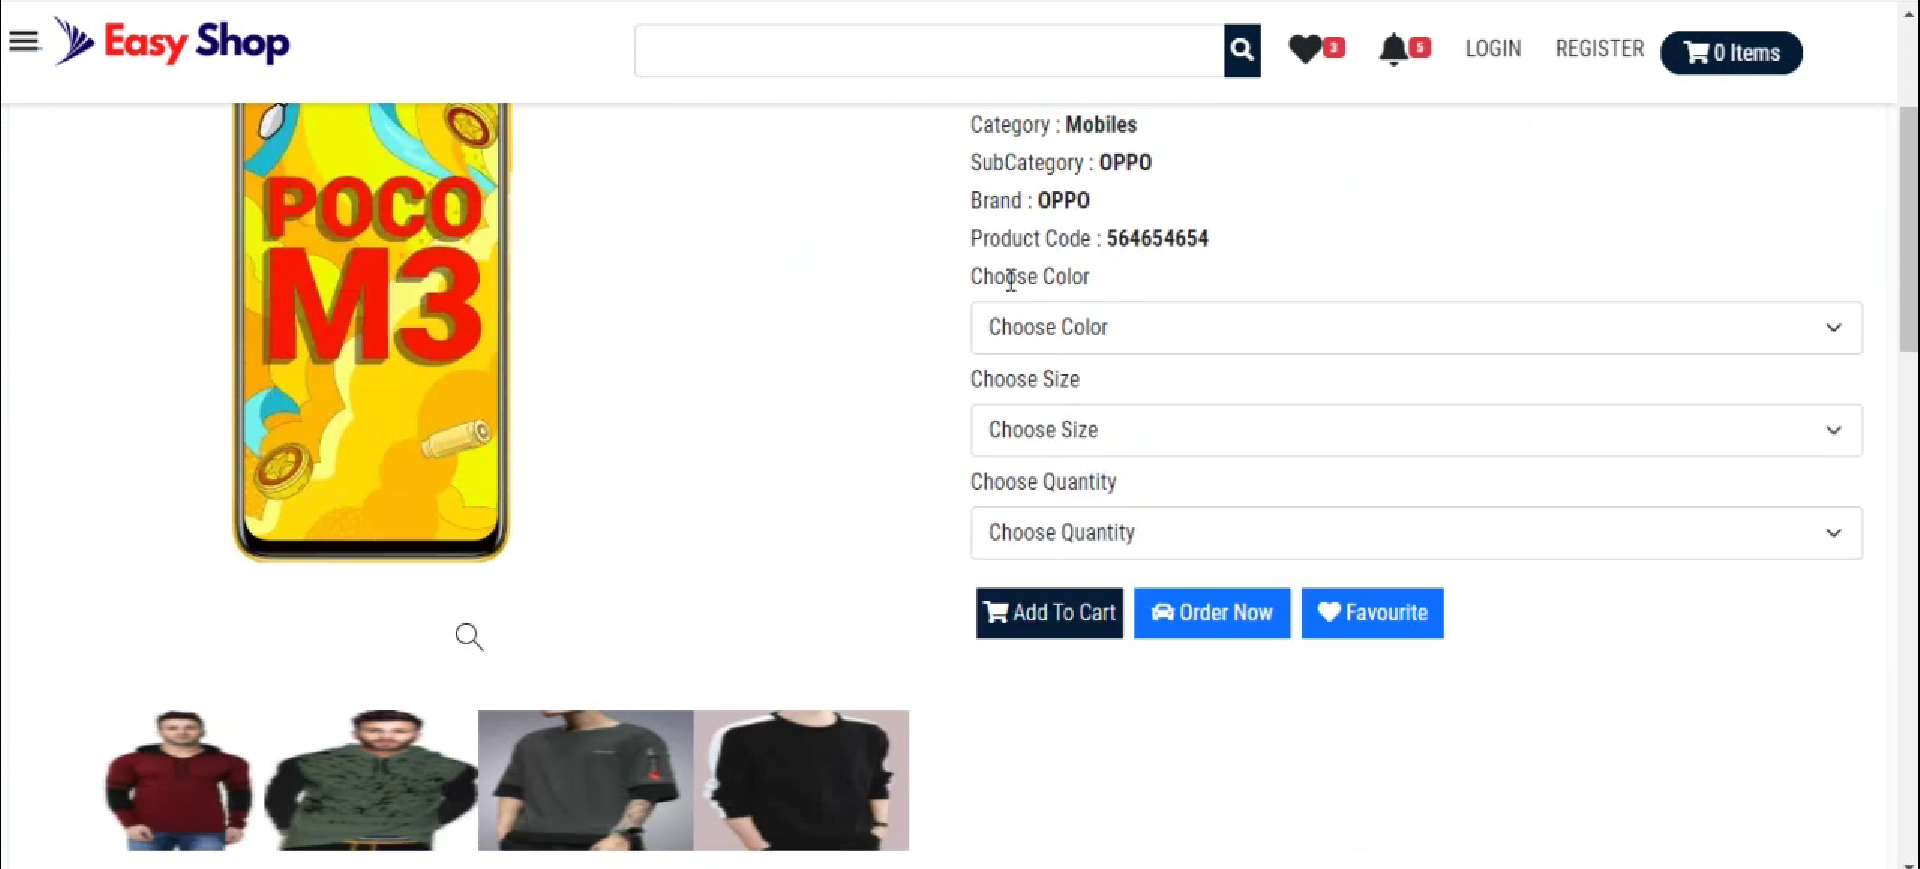 Easy Shop
3
5
LOGIN
REGISTER
0 Items
POCO
M3
Category : Mobiles
SubCategory : OPPO
Brand : OPPO
Product Code : 564654654
Choose Color
Choose Color
Choose Size
Choose Size
Choose Quantity
Choose Quantity
Add To Cart
Order Now
Favourite